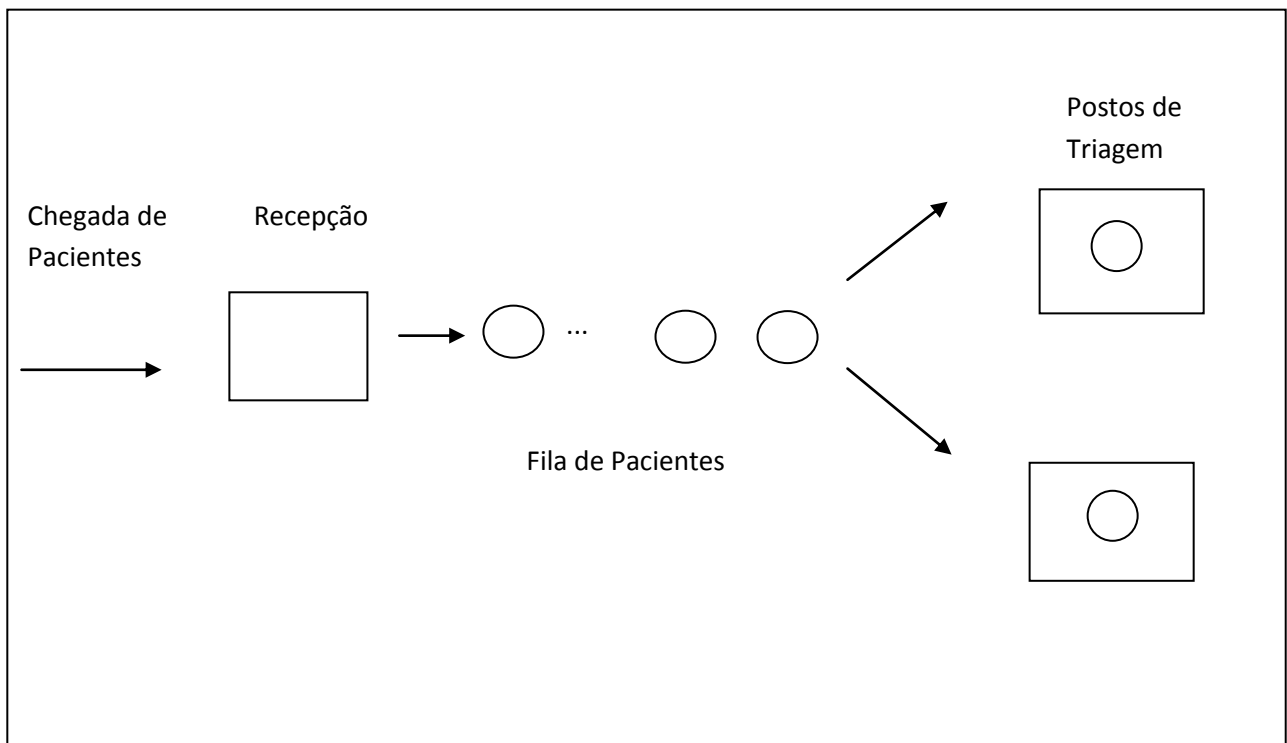 Postos de
Triagem
Chegada de
Pacientes
Recepção
...
Fila de Pacientes